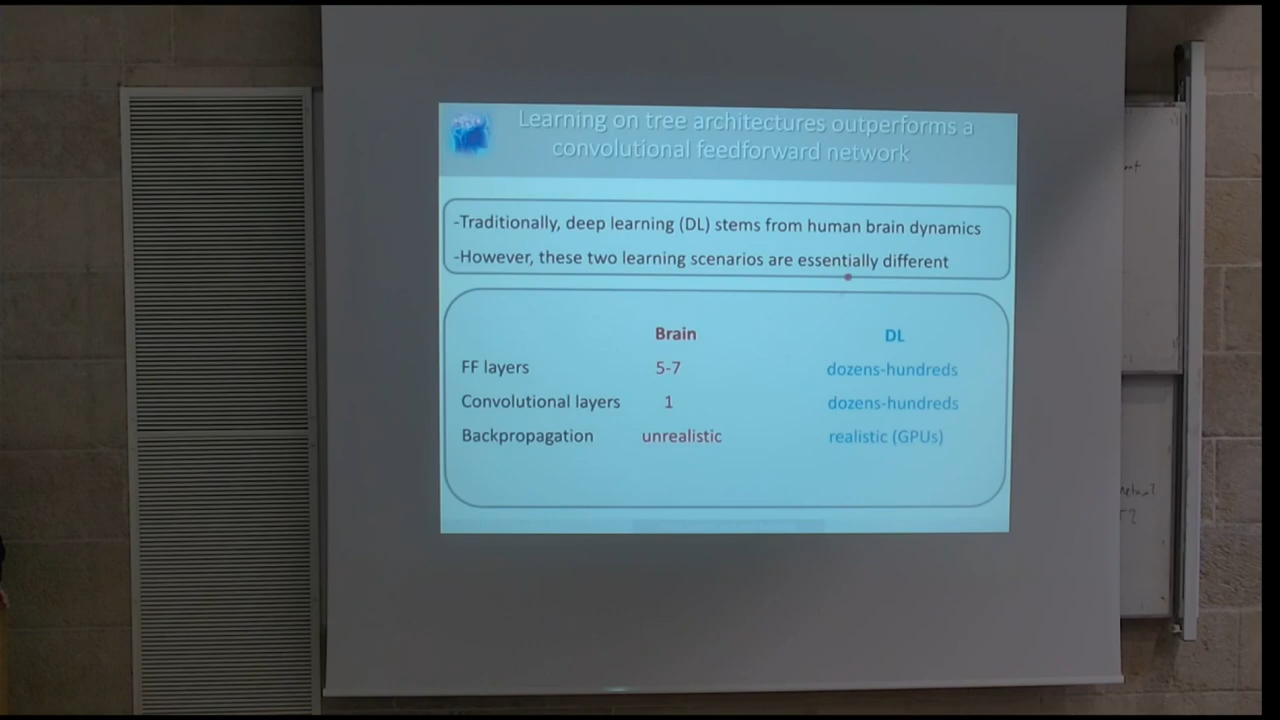 Learning on tree architectures outperforms a
convolutional feedforward network
-Traditionally, deep learning (DL) stems from human brain dynamics
-However, these two learning scenarios are essentially different
Brain DL
FF layers 5-7 dozens-hundreds
Convolutional layers 1 dozens-hundreds
Backpropagation unrealistic realistic (GPUs)